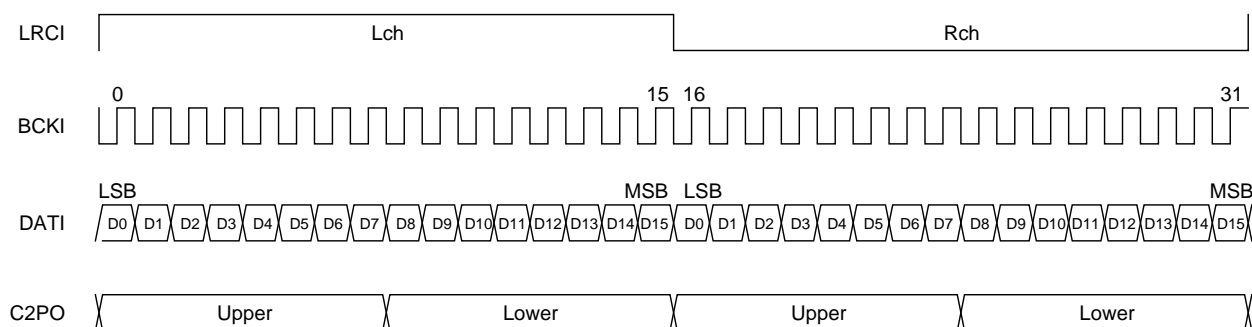 LRCI Lch Rch
0 15 16 31
BCKI
LSB MSB LSB MSB
DATI D0 D1 D2 D3 D4 D5 D6 D7 D8 D9 D10 D11 D12 D13 D14 D15 D0 D1 D2 D3 D4 D5 D6 D7 D8 D9 D10 D11 D12 D13 D14 D15
C2PO Upper Lower Upper Lower